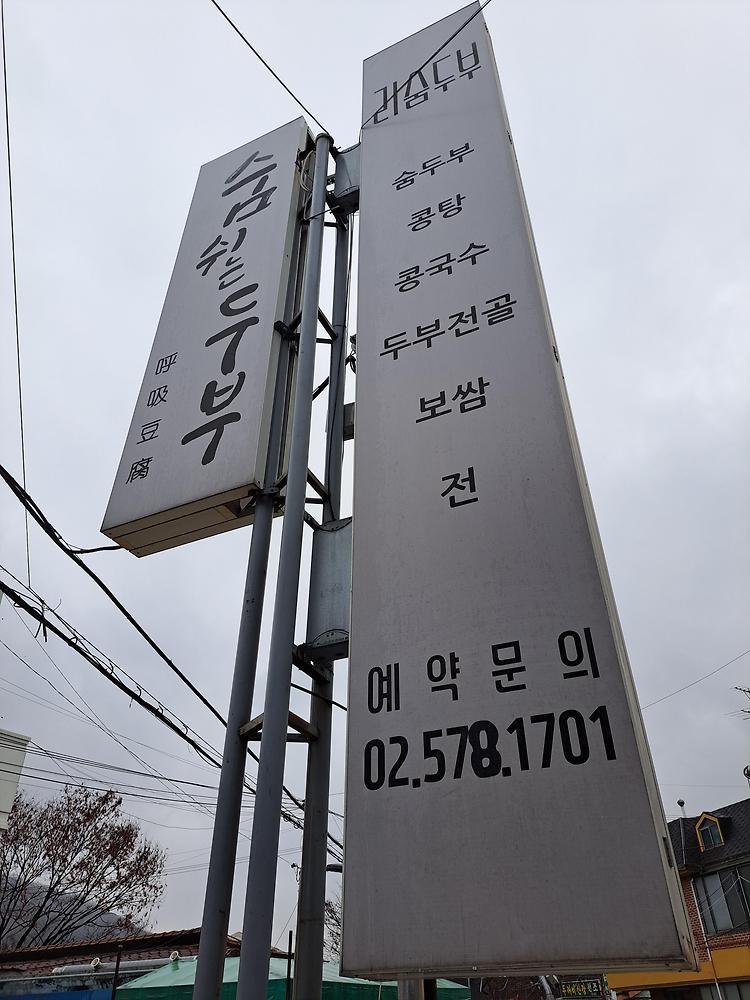 숨쉬는두부
呼吸豆腐
리숨두부
숨두부
콩탕
콩국수
두부전골
보쌈
전
예약문의
02.578.1701